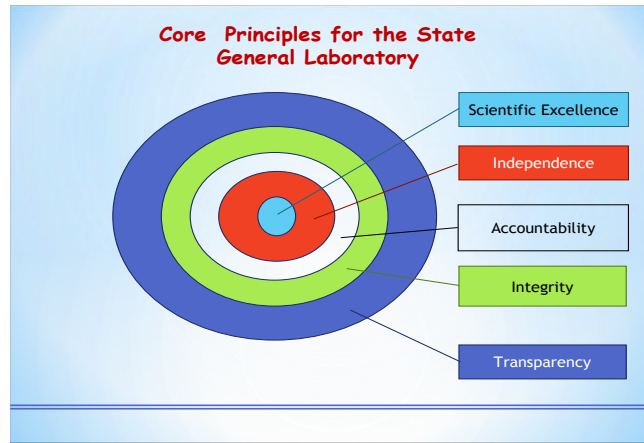 Core Principles for the State
General Laboratory
Scientific Excellence
Independence
Accountability
Integrity
Transparency